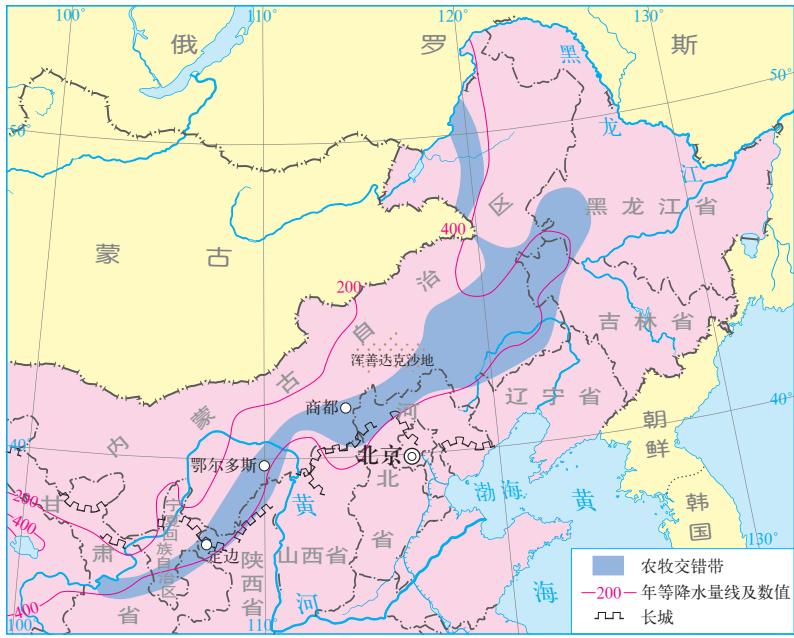 100°
110°
120°
130°
俄
罗
斯
黑
龙
江
50°
50°
区
黑龙江省
400
蒙
古
治
200
自
吉林省
浑善达克沙地
古
商都
河
辽宁省
40°
蒙
内
朝
鲜
40°
鄂尔多斯
北京
北
渤海
黄
200
甘
400
宁夏回族自治区
黄
韩
国
肃
定边
陕西省
山西省
省
130°
省
河
海
400
100°
110°
农牧交错带
200 年等降水量线及数值
长城